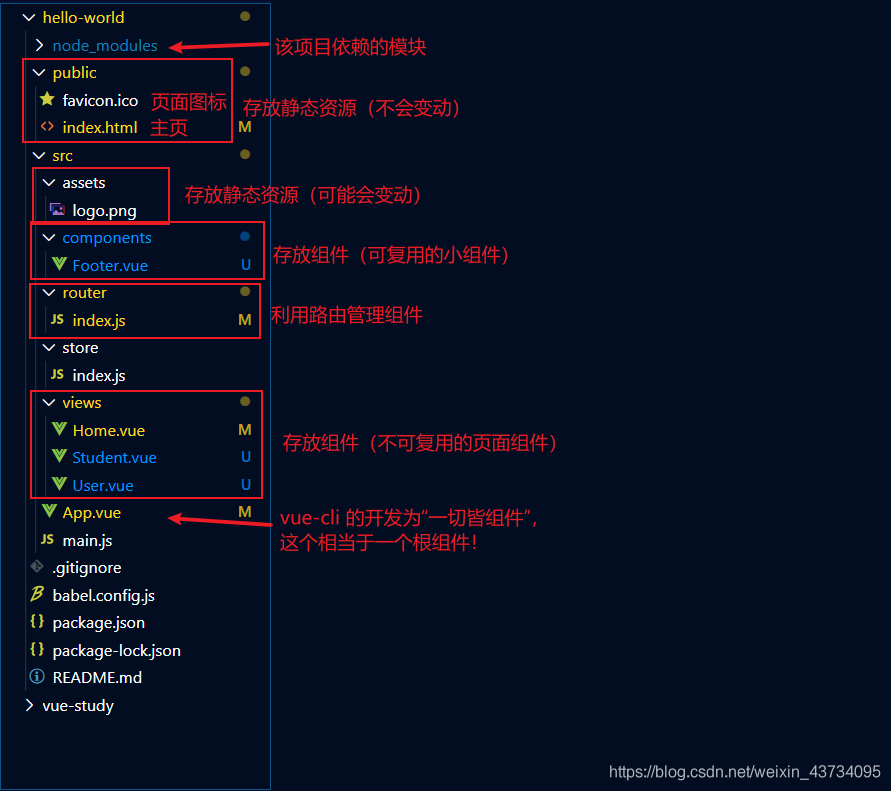 hello-world
node_modules 该项目依赖的模块
public
favicon.ico 页面图标 存放静态资源（不会变动）
index.html 主页 M
src
assets
存放静态资源（可能会变动）
logo.png
components
存放组件（可复用的小组件）
Footer.vue U
router
利用路由管理组件
JS index.js M
store
JS index.js
views
Home.vue M
存放组件（不可复用的页面组件）
Student.vue U
User.vue U
App.vue M
vue-cli 的开发为“一切皆组件”，
JS main.js
这个相当于一个根组件！
.gitignore
babel.config.js
{} package.json
{} package-lock.json
README.md
vue-study
https://blog.csdn.net/weixin_43734095